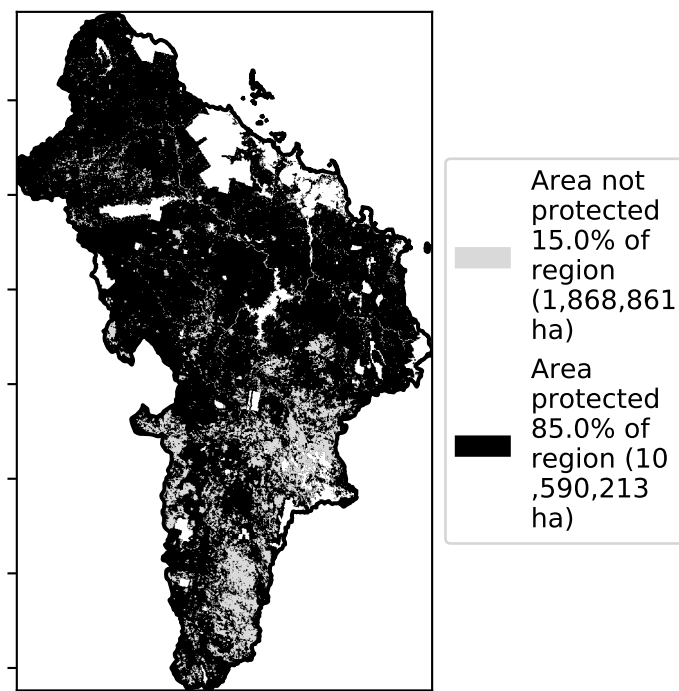 Area not
protected
15.0% of
region
(1,868,861
ha)
Area
protected
85.0% of
region (10
,590,213
ha)